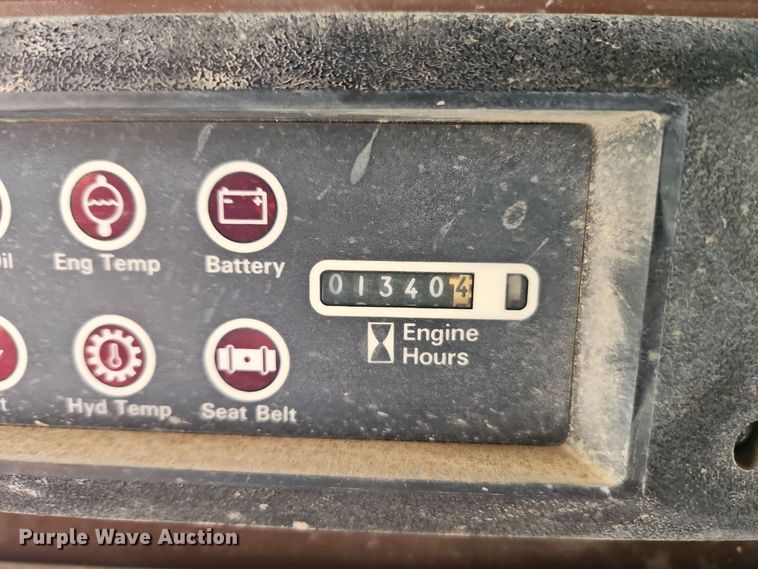 Eng Temp
Battery
013404
Engine
Hours
Hyd Temp
Seat Belt
Purple Wave Auction